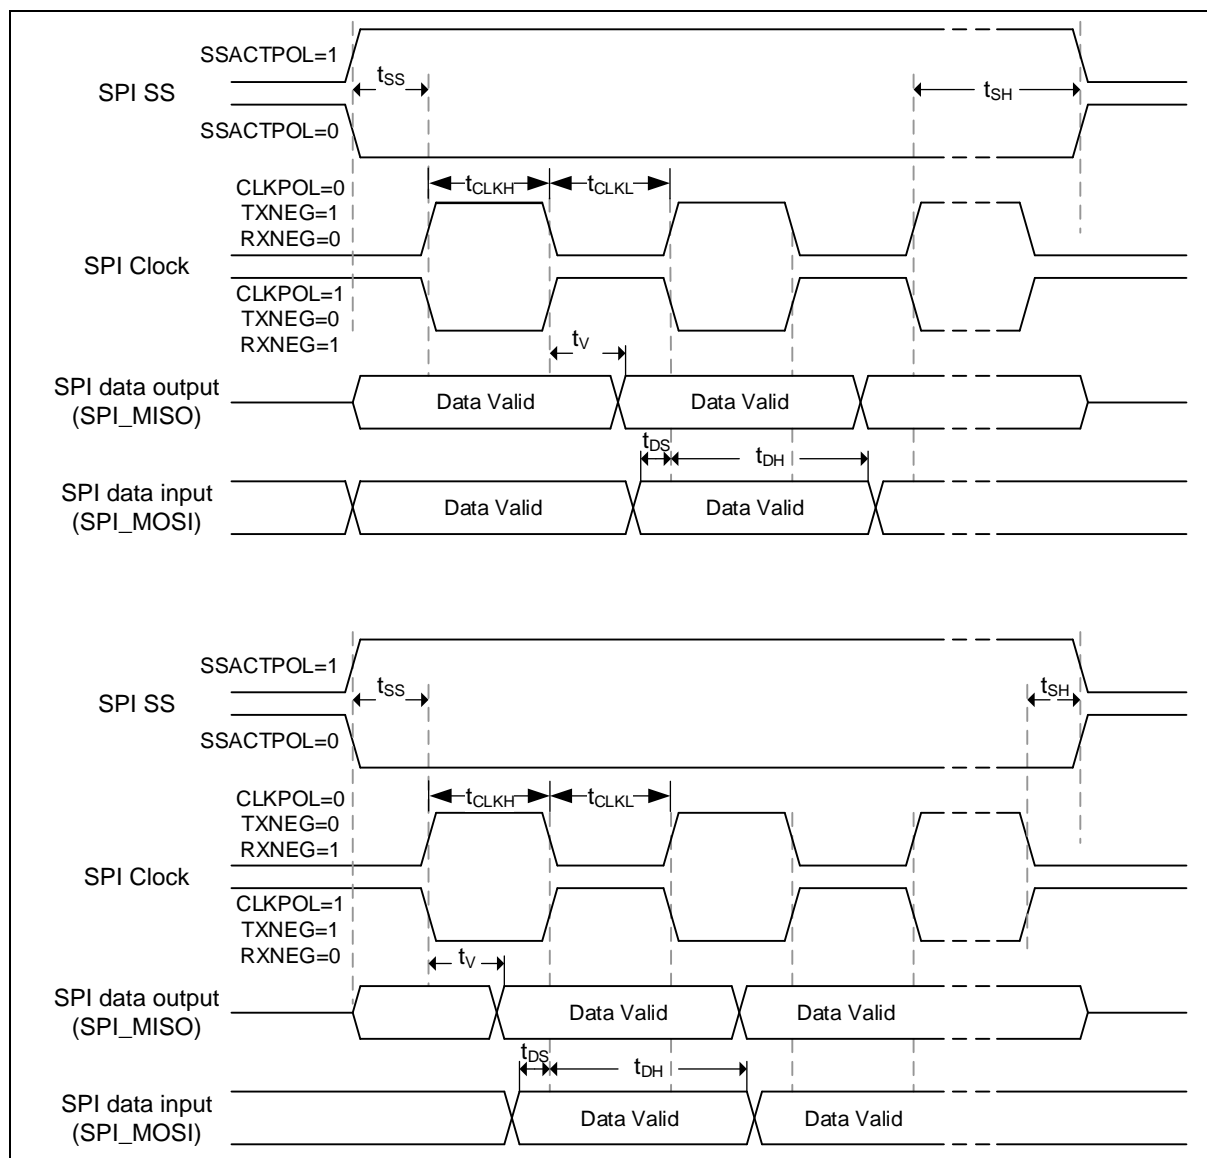 SSACTPOL=1
tSS
tSH
SPI SS
SSACTPOL=0
CLKPOL=0
TXNEG=1
RXNEG=0
tCLKH
tCLKL
SPI Clock
CLKPOL=1
TXNEG=0
RXNEG=1
tV
SPI data output
(SPI_MISO)
Data Valid
Data Valid
tDS
tDH
SPI data input
(SPI_MOSI)
Data Valid
Data Valid
SSACTPOL=1
tSS
tSH
SPI SS
SSACTPOL=0
CLKPOL=0
TXNEG=0
RXNEG=1
tCLKH
tCLKL
SPI Clock
CLKPOL=1
TXNEG=1
RXNEG=0
tV
SPI data output
(SPI_MISO)
Data Valid
Data Valid
tDS
tDH
SPI data input
(SPI_MOSI)
Data Valid
Data Valid